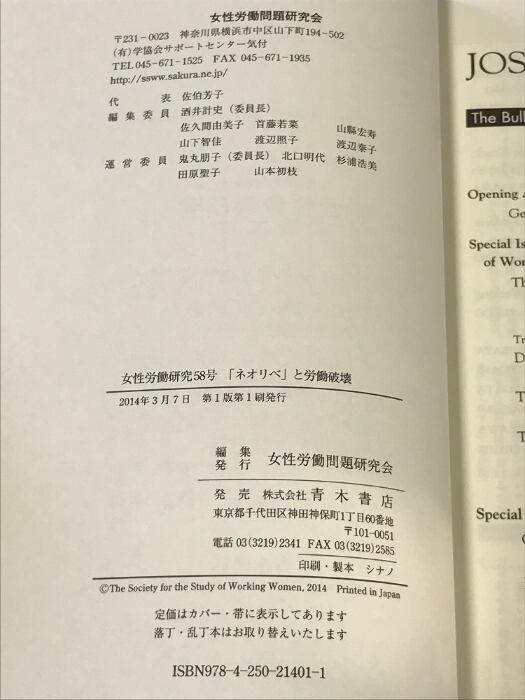 女性労働問題研究会
〒231-0023 神奈川県横浜市中区山下町194-502
(有)学協会サポートセンター気付
TEL 045-671-1525 FAX 045-671-1935
http://ssww.sakura.ne.jp/
代表 佐伯芳子
編集委員 酒井計史(委員長)
佐久間由美子 首藤若菜 山縣宏寿
山下智佳 渡辺照子 渡辺泰子
運営委員 鬼丸朋子(委員長) 北口明代 杉浦浩美
田原聖子 山本初枝
女性労働研究58号 「ネオリベ」と労働破壊
2014年3月7日 第1版第1刷発行
編集
発行 女性労働問題研究会
発売 株式会社 青木書店
東京都千代田区神田神保町1丁目60番地
〒101-0051
電話 03(3219)2341 FAX 03(3219)2585
印刷・製本 シナノ
©The Society for the Study of Working Women, 2014 Printed in Japan
定価はカバー・帯に表示してあります
落丁・乱丁本はお取り替えいたします
ISBN978-4-250-21401-1
JOS
The Bull
Opening
Ge
Special Is
of Wor
Th
Tr
D
T
T
Special